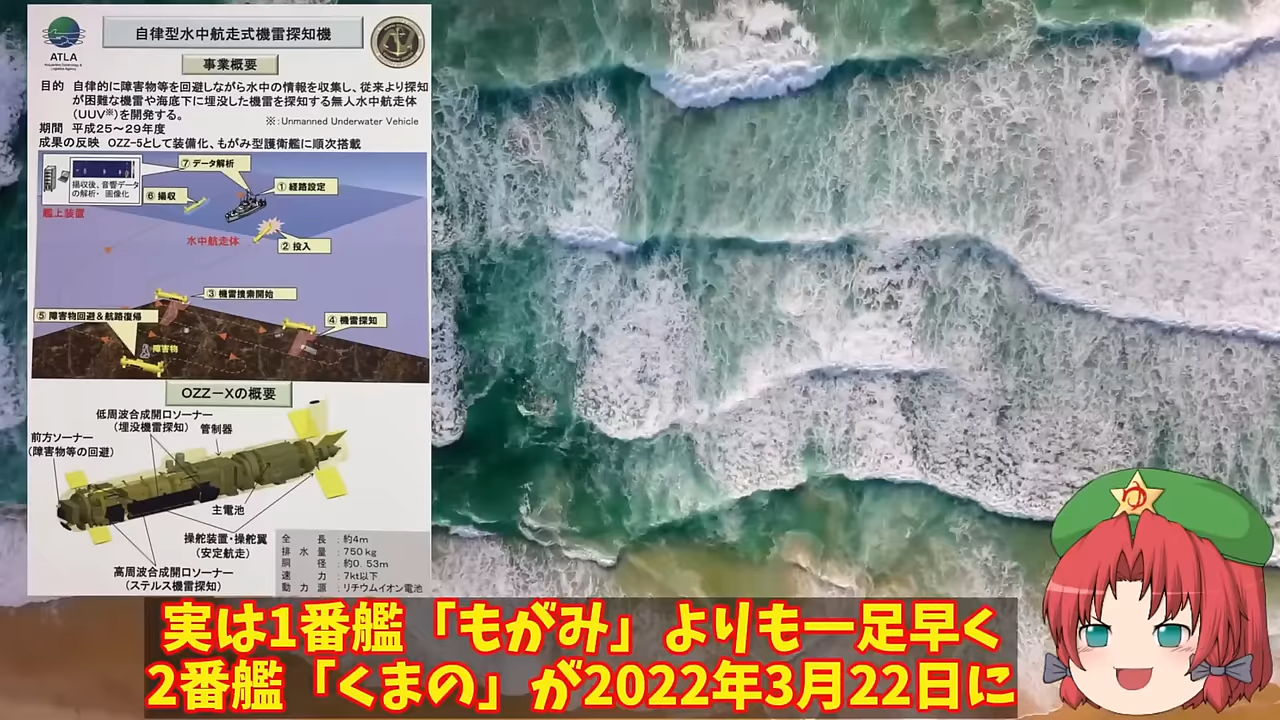 自律型水中航走式機雷探知機
ATLA
事業概要
目的 自律的に障害物等を回避しながら水中の情報を収集し、従来より探知
が困難な機雷や海底下に埋没した機雷を探知する無人水中航走体
(UUV※)を開発する。
※:Unmanned Underwater Vehicle
期間 平成25〜29年度
成果の反映 OZZ-5として装備化、もがみ型護衛艦に順次搭載
⑦データ解析
揚収後、音響データ
の解析・画像化
⑥揚収
①経路設定
艦上装置
水中航走体
②投入
③機雷捜索開始
⑤障害物回避&航路復帰
④機雷探知
障害物
OZZ-Xの概要
低周波合成開口ソーナー
(埋没機雷探知)
管制器
前方ソーナー
(障害物等の回避)
主電池
操舵装置・操舵翼
(安定航走)
高周波合成開口ソーナー
(ステルス機雷探知)
全長:約4m
排水量:750kg
胴径:約0.53m
速力:7kt以下
動力源:リチウムイオン電池
実は1番艦「もがみ」よりも一足早く
2番艦「くまの」が2022年3月22日に